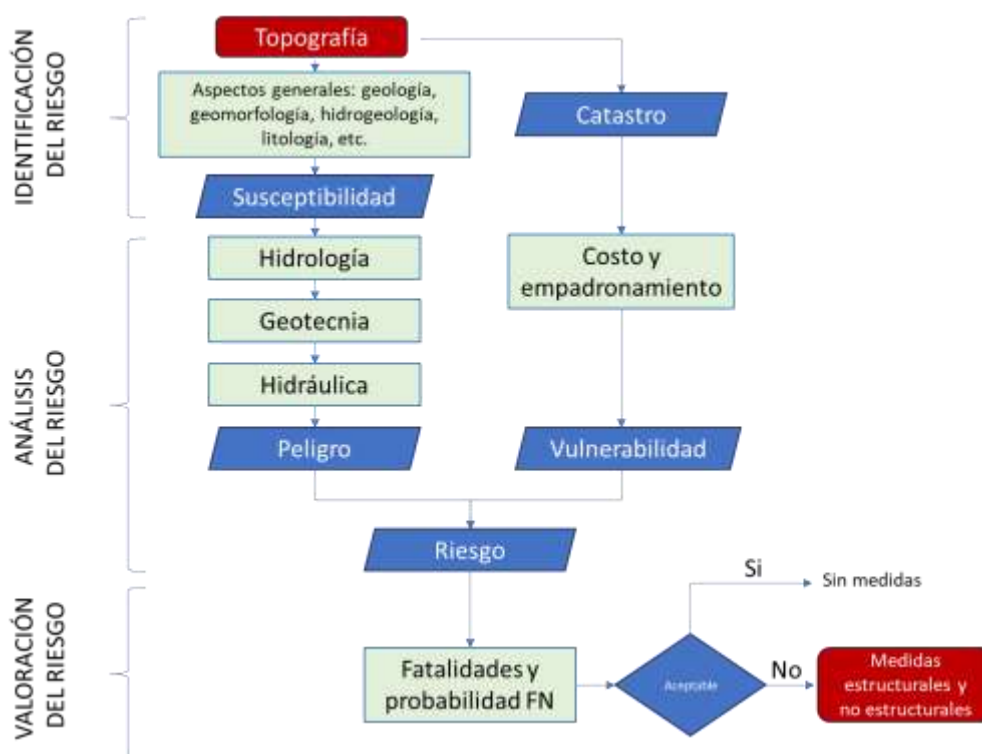 IDENTIFICACIÓN
DEL RIESGO
Topografía
Aspectos generales: geología,
geomorfología, hidrogeología,
litología, etc.
Catastro
Susceptibilidad
ANÁLISIS
DEL RIESGO
Hidrología
Costo y
empadronamiento
Geotecnia
Hidráulica
Peligro
Vulnerabilidad
Riesgo
VALORACIÓN
DEL RIESGO
Si
Sin medidas
Fatalidades y
probabilidad FN
Aceptable
No
Medidas
estructurales y
no estructurales